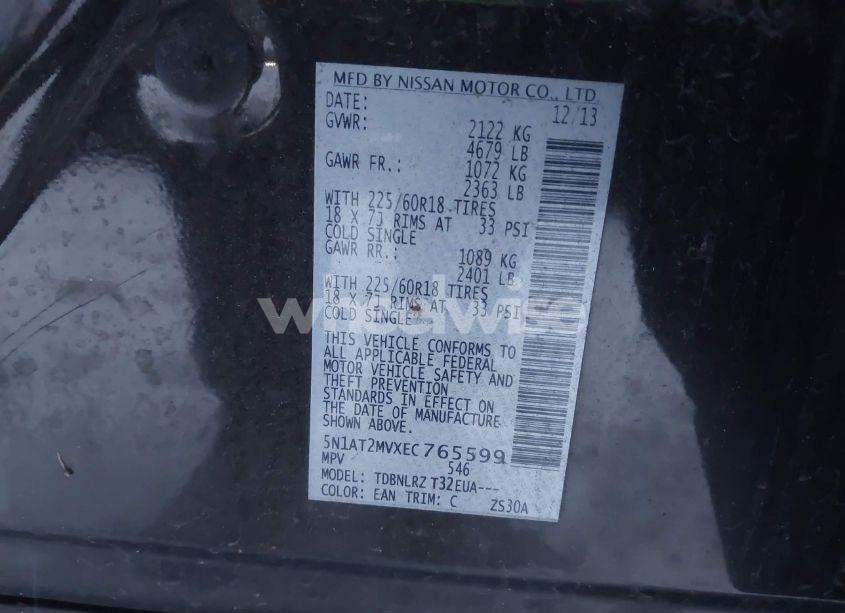 MFD BY NISSAN MOTOR CO., LTD
DATE: 12/13
GVWR: 2122 KG
4679 LB
GAWR FR.: 1072 KG
2363 LB
WITH 225/60R18 TIRES
18 X 7J RIMS AT 33 PSI
COLD SINGLE
GAWR RR.: 1089 KG
2401 LB
WITH 225/60R18 TIRES
18 X 7J RIMS AT 33 PSI
COLD SINGLE
THIS VEHICLE CONFORMS TO
ALL APPLICABLE FEDERAL
MOTOR VEHICLE SAFETY AND
THEFT PREVENTION
STANDARDS IN EFFECT ON
THE DATE OF MANUFACTURE
SHOWN ABOVE.
5N1AT2MVXEC765599
MPV 546
MODEL: TDBNLRZ T32EUA---
COLOR: EAN TRIM: C ZS30A